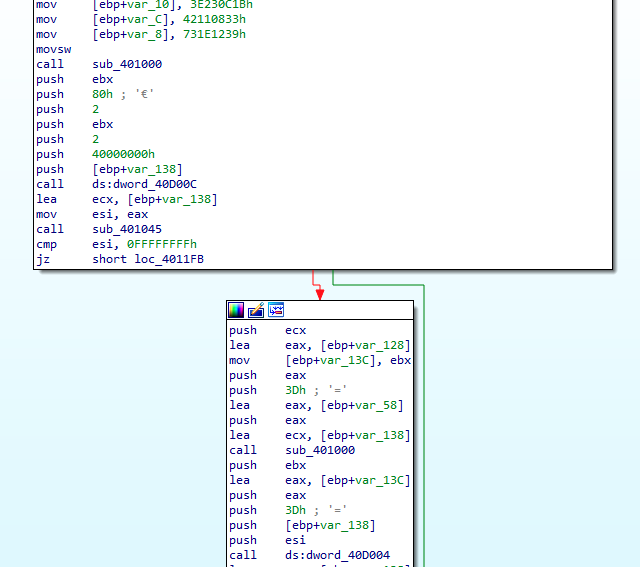 mov [ebp+var_10], 3E230C1Bh
mov [ebp+var_C], 42110833h
mov [ebp+var_8], 731E1239h
movsw
call sub_401000
push ebx
push 80h ; '€'
push 2
push ebx
push 2
push 40000000h
push [ebp+var_138]
call ds:dword_40D00C
lea ecx, [ebp+var_138]
mov esi, eax
call sub_401045
cmp esi, 0FFFFFFFFh
jz short loc_4011FB
push ecx
lea eax, [ebp+var_128]
mov [ebp+var_13C], ebx
push eax
push 3Dh ; '='
lea eax, [ebp+var_58]
push eax
lea ecx, [ebp+var_138]
call sub_401000
push ebx
lea eax, [ebp+var_13C]
push eax
push 3Dh ; '='
push [ebp+var_138]
push esi
call ds:dword_40D004